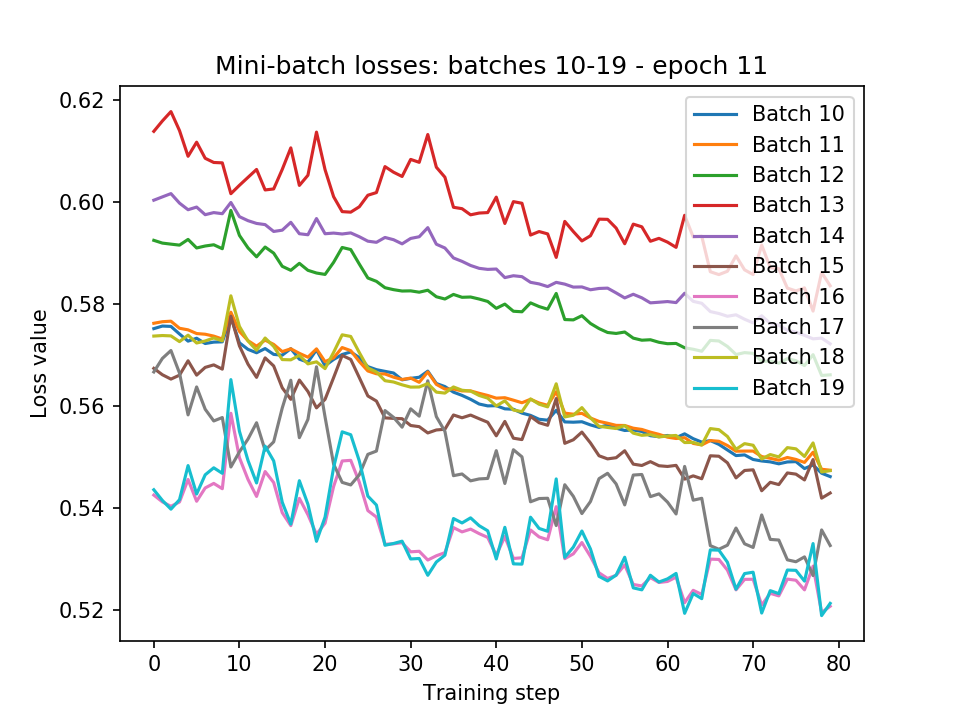 Mini-batch losses: batches 10-19 - epoch 11
0.62
0.60
0.58
0.56
0.54
0.52
Loss value
0 10 20 30 40 50 60 70 80
Training step
Batch 10
Batch 11
Batch 12
Batch 13
Batch 14
Batch 15
Batch 16
Batch 17
Batch 18
Batch 19